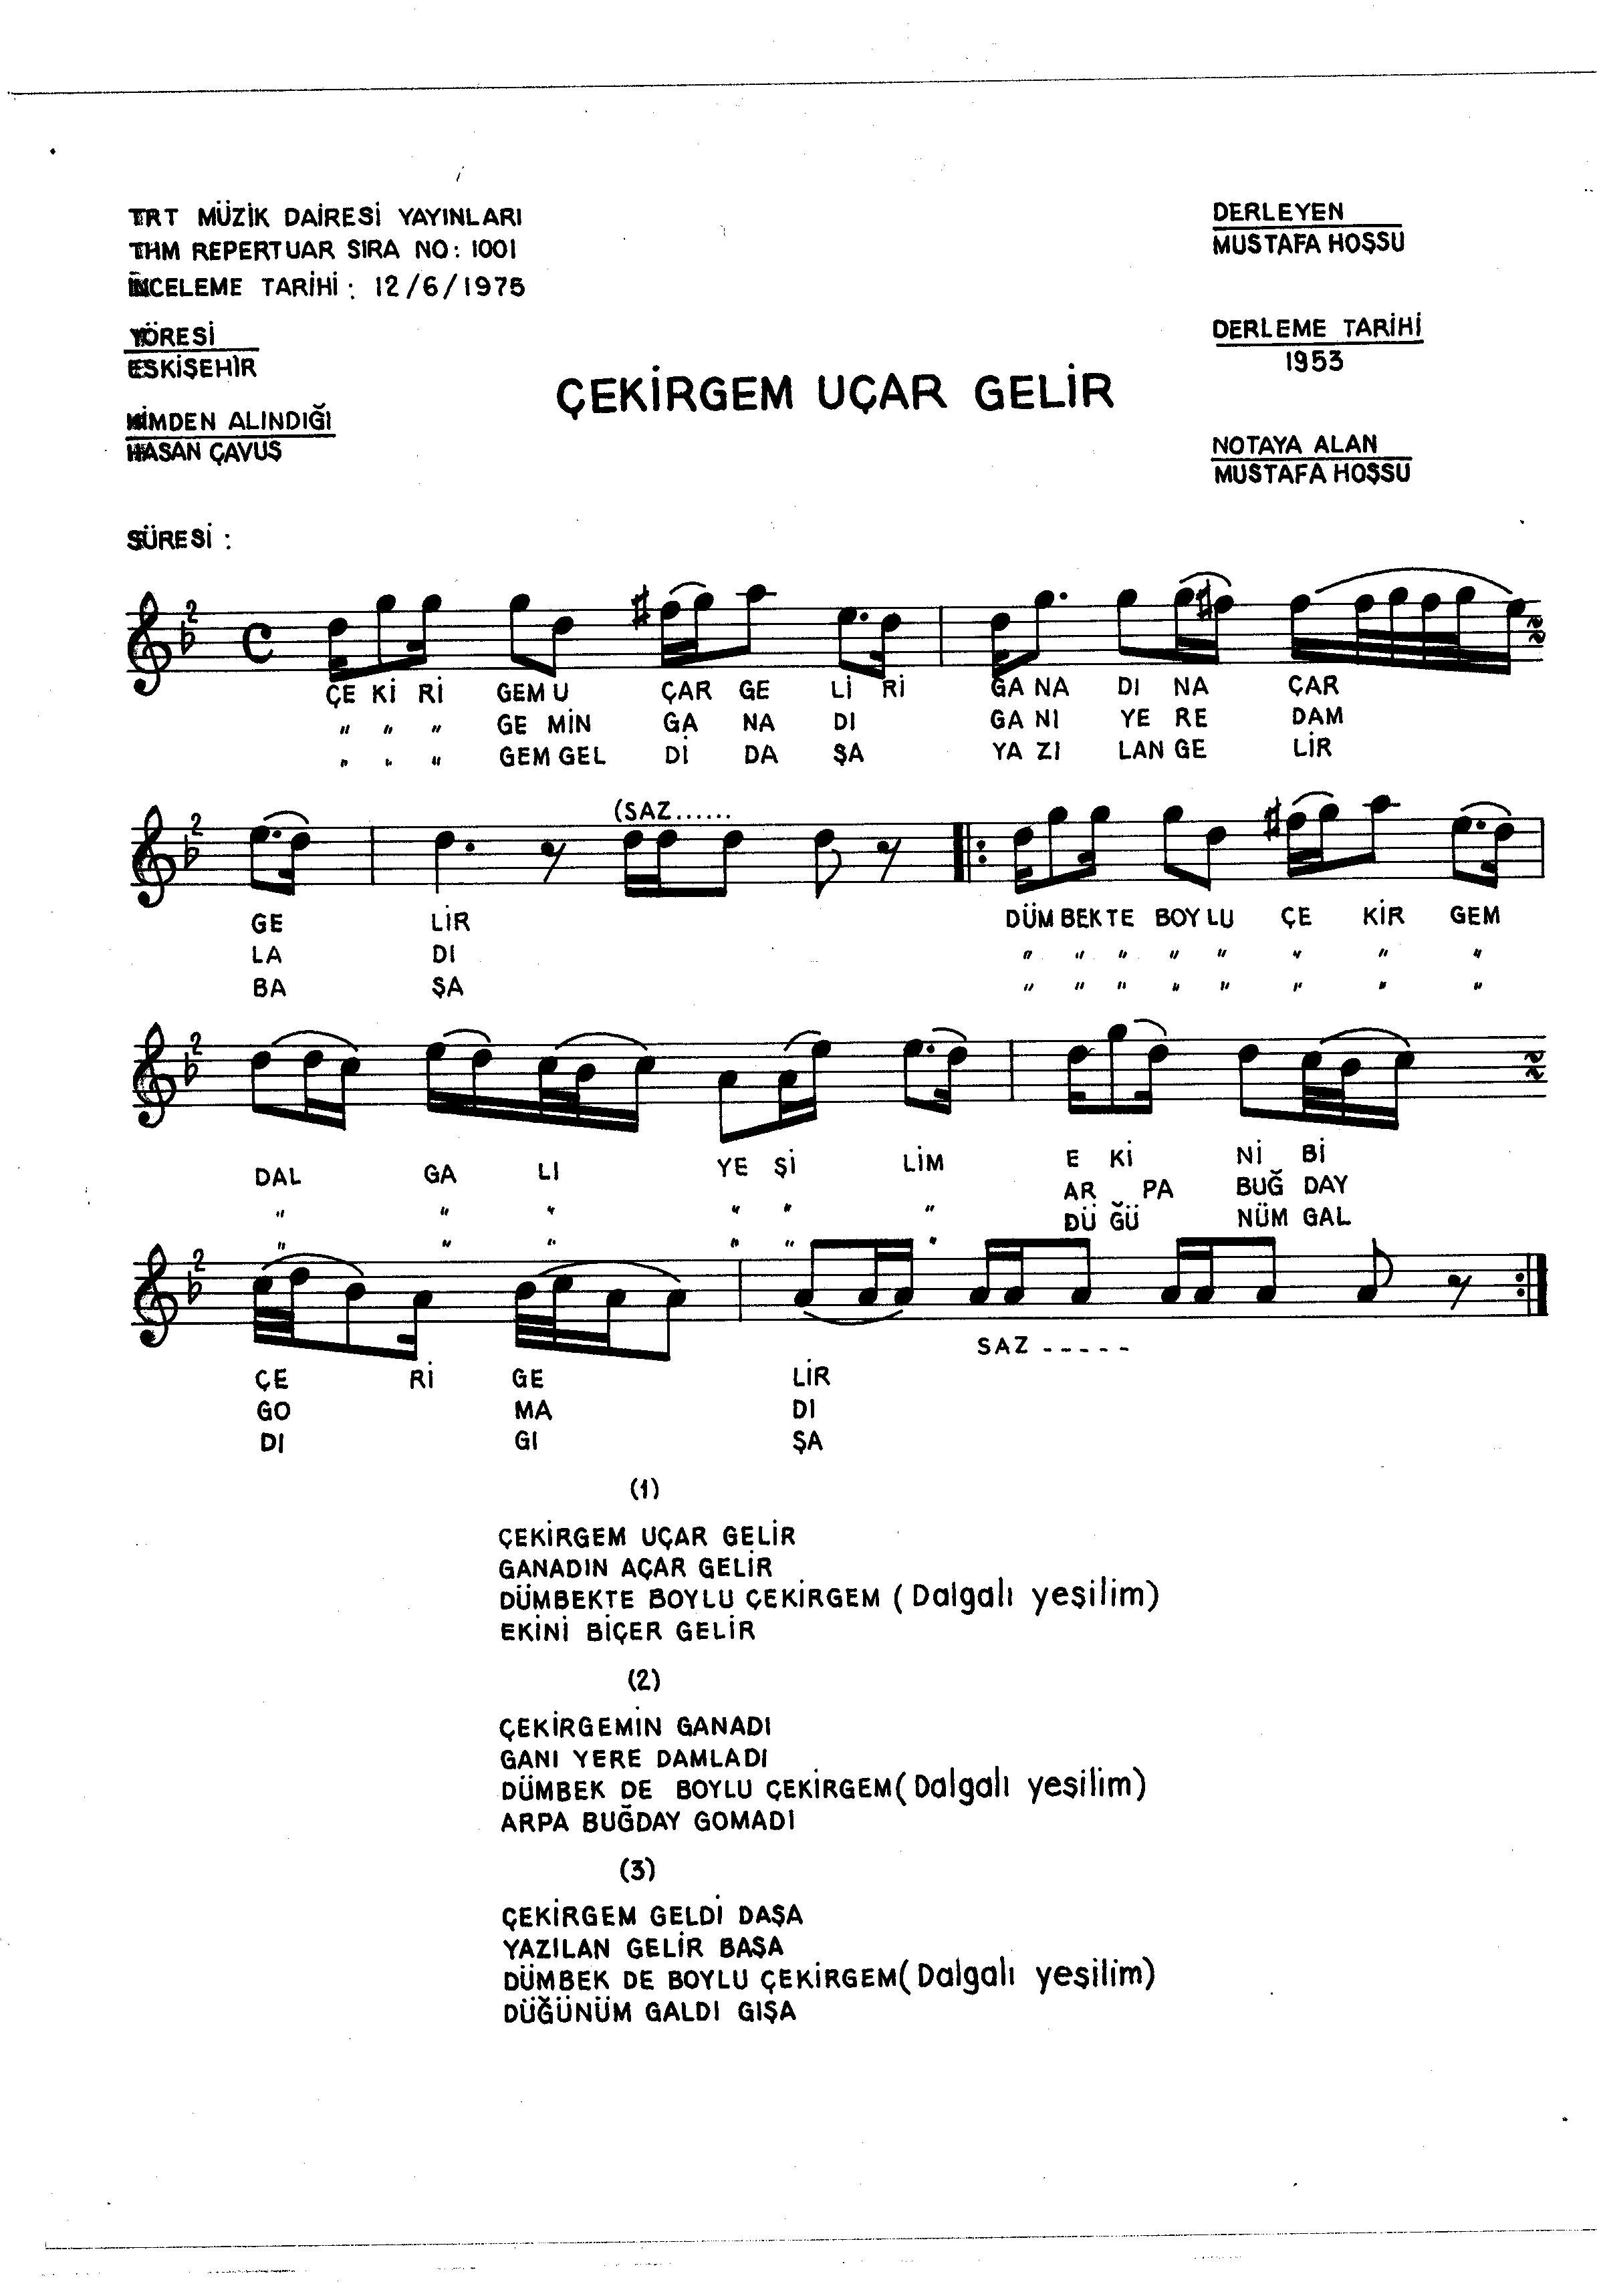 TRT MÜZİK DAİRESİ YAYINLARI
THM REPERTUAR SIRA NO: 1001
İNCELEME TARİHİ: 12/6/1975
YÖRESİ
ESKİŞEHİR
KİMDEN ALINDIĞI
HASAN ÇAVUŞ
SÜRESİ :
DERLEYEN
MUSTAFA HOŞSU
DERLEME TARİHİ
1953
NOTAYA ALAN
MUSTAFA HOŞSU
ÇEKİRGEM UÇAR GELİR
ÇE Kİ Rİ GEM U ÇAR GE Lİ Rİ GA NA DI NA ÇAR
" " " GE MİN GA NA DI GA NI YE RE DAM
" " " GEM GEL Dİ DA ŞA YA ZI LAN GE LİR
(SAZ......
GE LİR DÜM BEK TE BOY LU ÇE KİR GEM
LA DI " " " " " " " "
BA ŞA " " " " " " " "
DAL GA LI YE Şİ LİM E Kİ Nİ Bİ
" " " " " " AR PA BUĞ DAY
" " " " " " DÜ ĞÜ NÜM GAL
SAZ -----
ÇE Rİ GE LİR
GO MA DI
DI GI ŞA
(1)
ÇEKİRGEM UÇAR GELİR
GANADIN AÇAR GELİR
DÜMBEKTE BOYLU ÇEKİRGEM (Dalgalı yeşilim)
EKİNİ BİÇER GELİR
(2)
ÇEKİRGEMİN GANADI
GANI YERE DAMLADI
DÜMBEK DE BOYLU ÇEKİRGEM(Dalgalı yeşilim)
ARPA BUĞDAY GOMADI
(3)
ÇEKİRGEM GELDİ DAŞA
YAZILAN GELİR BAŞA
DÜMBEK DE BOYLU ÇEKİRGEM(Dalgalı yeşilim)
DÜĞÜNÜM GALDI GIŞA